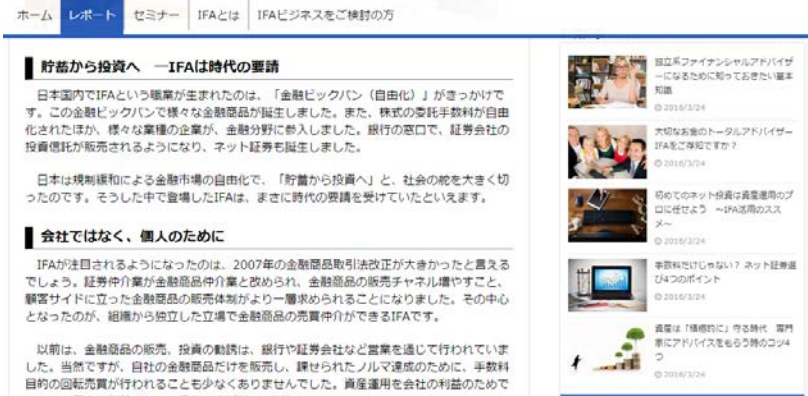 ホーム レポート セミナー IFAとは IFAビジネスをご検討の方
貯蓄から投資へ ―IFAは時代の要請
日本国内でIFAという職業が生まれたのは、「金融ビックバン（自由化）」がきっかけで
す。この金融ビックバンで様々な金融商品が誕生しました。また、株式の委託手数料が自由
化されたほか、様々な業種の企業が、金融分野に参入しました。銀行の窓口で、証券会社の
投資信託が販売されるようになり、ネット証券も誕生しました。
日本は規制緩和による金融市場の自由化で、「貯蓄から投資へ」と、社会の舵を大きく切
ったのです。そうした中で登場したIFAは、まさに時代の要請を受けていたといえます。
会社ではなく、個人のために
IFAが注目されるようになったのは、2007年の金融商品取引法改正が大きかったと言える
でしょう。証券仲介業が金融商品仲介業と改められ、金融商品の販売チャネル増やすこと、
顧客サイドに立った金融商品の販売体制がより一層求められることになりました。その中心
となったのが、組織から独立した立場で金融商品の売買仲介ができるIFAです。
以前は、金融商品の販売、投資の勧誘は、銀行や証券会社など営業を通じて行われていま
した。当然ですが、自社の金融商品だけを販売し、課せられたノルマ達成のために、手数料
目的の回転売買が行われることも少なくありませんでした。資産運用を会社の利益のためで
独立系ファイナンシャルアドバイザ
ーになるために知っておきたい基本
知識
2016/3/24
大切なお金のトータルアドバイザー
IFAをご存知ですか？
2016/3/24
初めてのネット投資は資産運用のプ
ロに任せよう ～IFA活用のスス
メ～
2016/3/24
手数料だけじゃない？ ネット証券選
び4つのポイント
2016/3/24
資産は「積極的に」守る時代 専門
家にアドバイスをもらう時のコツ4
つ
2016/3/24